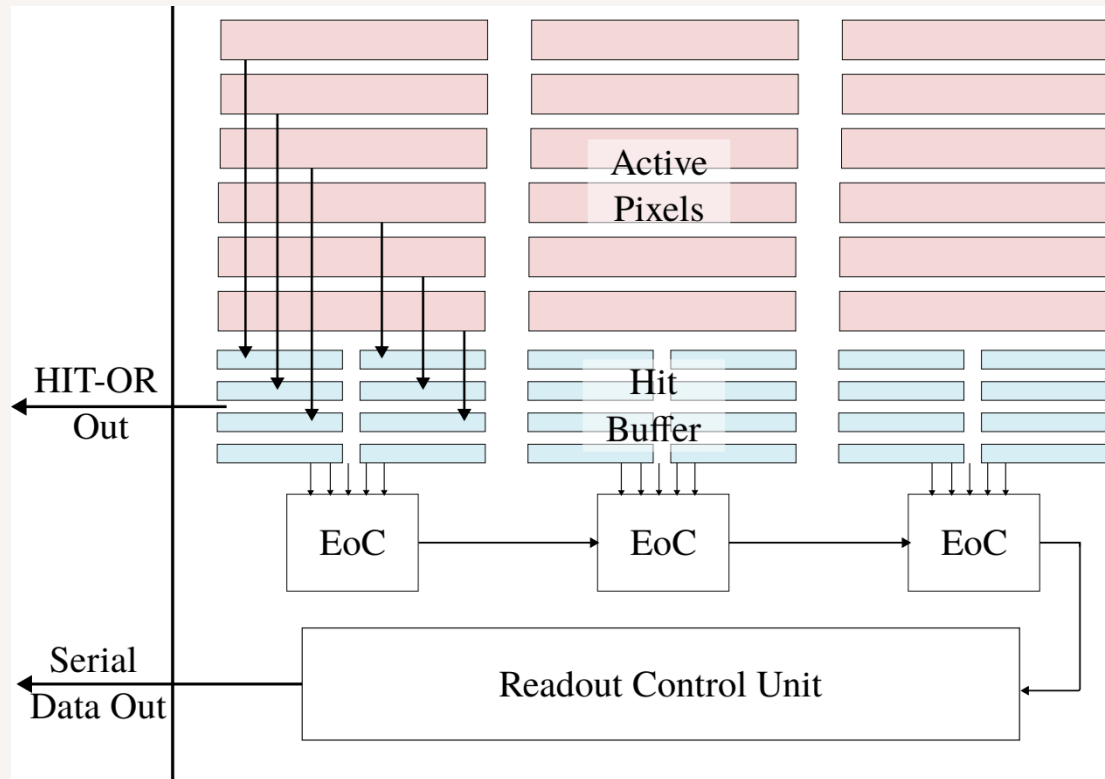 Active
Pixels
HIT-OR
Out
Hit
Buffer
EoC
EoC
EoC
Serial
Data Out
Readout Control Unit